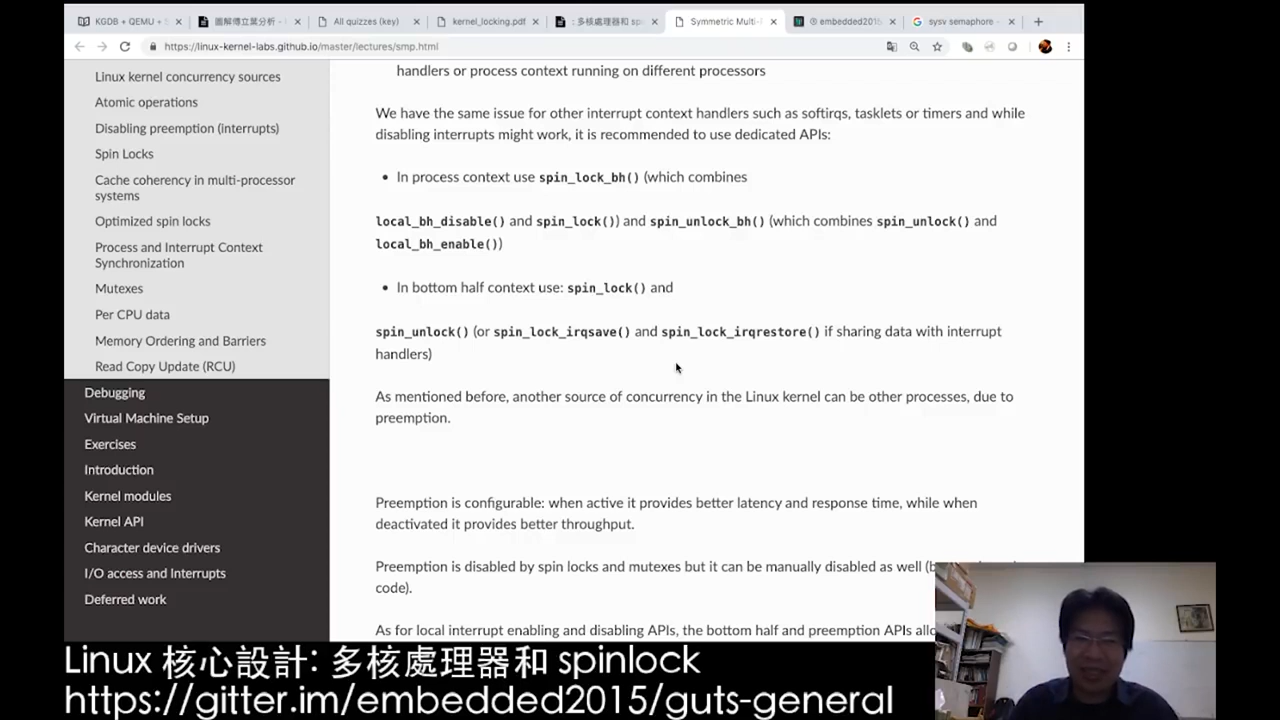 KGDB + QEMU + S
圖解傅立葉分析 -
All quizzes (key)
kernel_locking.pdf
: 多核處理器和 spi
Symmetric Multi-
embedded2015
sysv semaphore -
https://linux-kernel-labs.github.io/master/lectures/smp.html
Linux kernel concurrency sources
Atomic operations
Disabling preemption (interrupts)
Spin Locks
Cache coherency in multi-processor
systems
Optimized spin locks
Process and Interrupt Context
Synchronization
Mutexes
Per CPU data
Memory Ordering and Barriers
Read Copy Update (RCU)
Debugging
Virtual Machine Setup
Exercises
Introduction
Kernel modules
Kernel API
Character device drivers
I/O access and Interrupts
Deferred work
handlers or process context running on different processors
We have the same issue for other interrupt context handlers such as softirqs, tasklets or timers and while
disabling interrupts might work, it is recommended to use dedicated APIs:
• In process context use spin_lock_bh() (which combines
local_bh_disable() and spin_lock()) and spin_unlock_bh() (which combines spin_unlock() and
local_bh_enable())
• In bottom half context use: spin_lock() and
spin_unlock() (or spin_lock_irqsave() and spin_lock_irqrestore() if sharing data with interrupt
handlers)
As mentioned before, another source of concurrency in the Linux kernel can be other processes, due to
preemption.
Preemption is configurable: when active it provides better latency and response time, while when
deactivated it provides better throughput.
Preemption is disabled by spin locks and mutexes but it can be manually disabled as well (b
code).
As for local interrupt enabling and disabling APIs, the bottom half and preemption APIs allo
Linux 核心設計: 多核處理器和 spinlock
https://gitter.im/embedded2015/guts-general